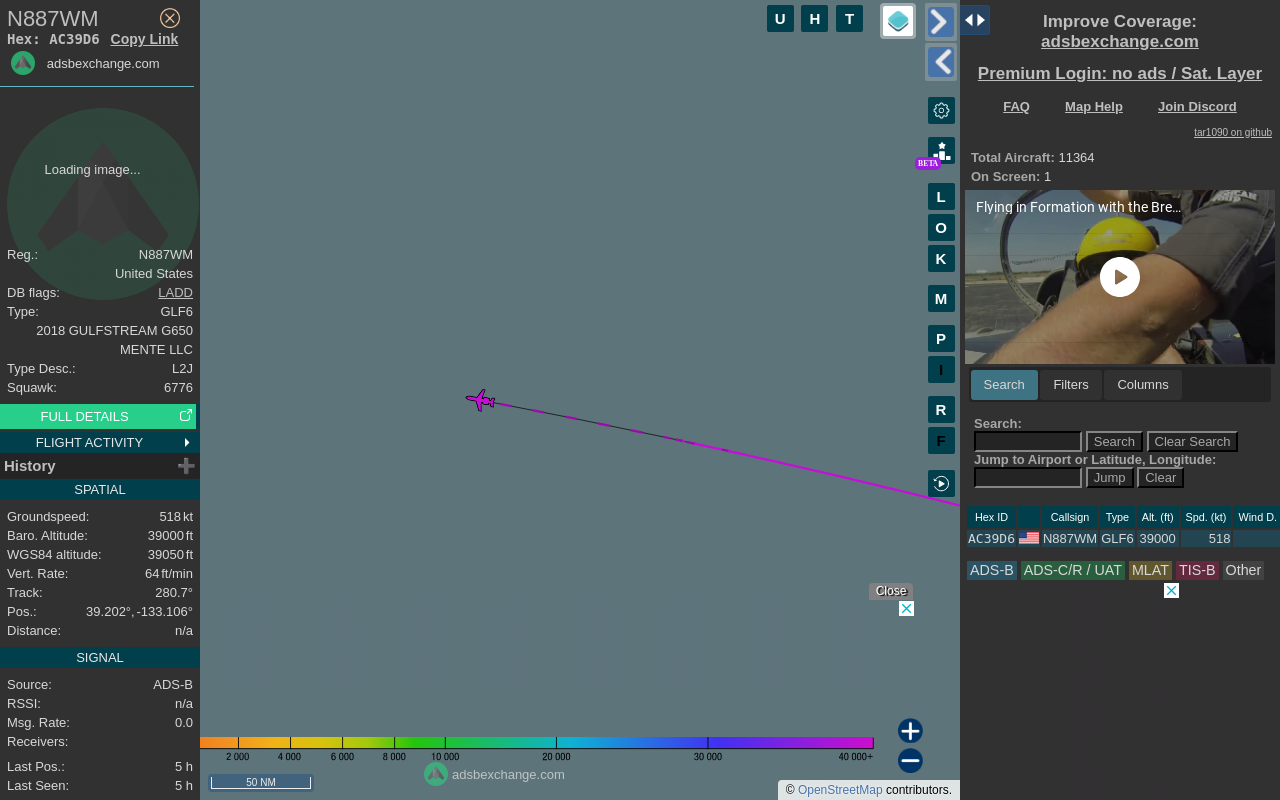 N887WM
Hex: AC39D6 Copy Link
adsbexchange.com
Loading image...
Reg.: N887WM
United States
DB flags: LADD
Type: GLF6
2018 GULFSTREAM G650
MENTE LLC
Type Desc.: L2J
Squawk: 6776
FULL DETAILS
FLIGHT ACTIVITY
History
SPATIAL
Groundspeed: 518 kt
Baro. Altitude: 39000 ft
WGS84 altitude: 39050 ft
Vert. Rate: 64 ft/min
Track: 280.7°
Pos.: 39.202°, -133.106°
Distance: n/a
SIGNAL
Source: ADS-B
RSSI: n/a
Msg. Rate: 0.0
Receivers:
Last Pos.: 5 h
Last Seen: 5 h
U H T
BETA
L
O
K
M
P
I
R
F
Close
2 000 4 000 6 000 8 000 10 000 20 000 30 000 40 000+
50 NM
adsbexchange.com
© OpenStreetMap contributors.
Improve Coverage:
adsbexchange.com
Premium Login: no ads / Sat. Layer
FAQ Map Help Join Discord
tar1090 on github
Total Aircraft: 11364
On Screen: 1
Flying in Formation with the Bre...
Search Filters Columns
Search:
Search Clear Search
Jump to Airport or Latitude, Longitude:
Jump Clear
Hex ID Callsign Type Alt. (ft) Spd. (kt) Wind D.
AC39D6 N887WM GLF6 39000 518
ADS-B ADS-C/R / UAT MLAT TIS-B Other